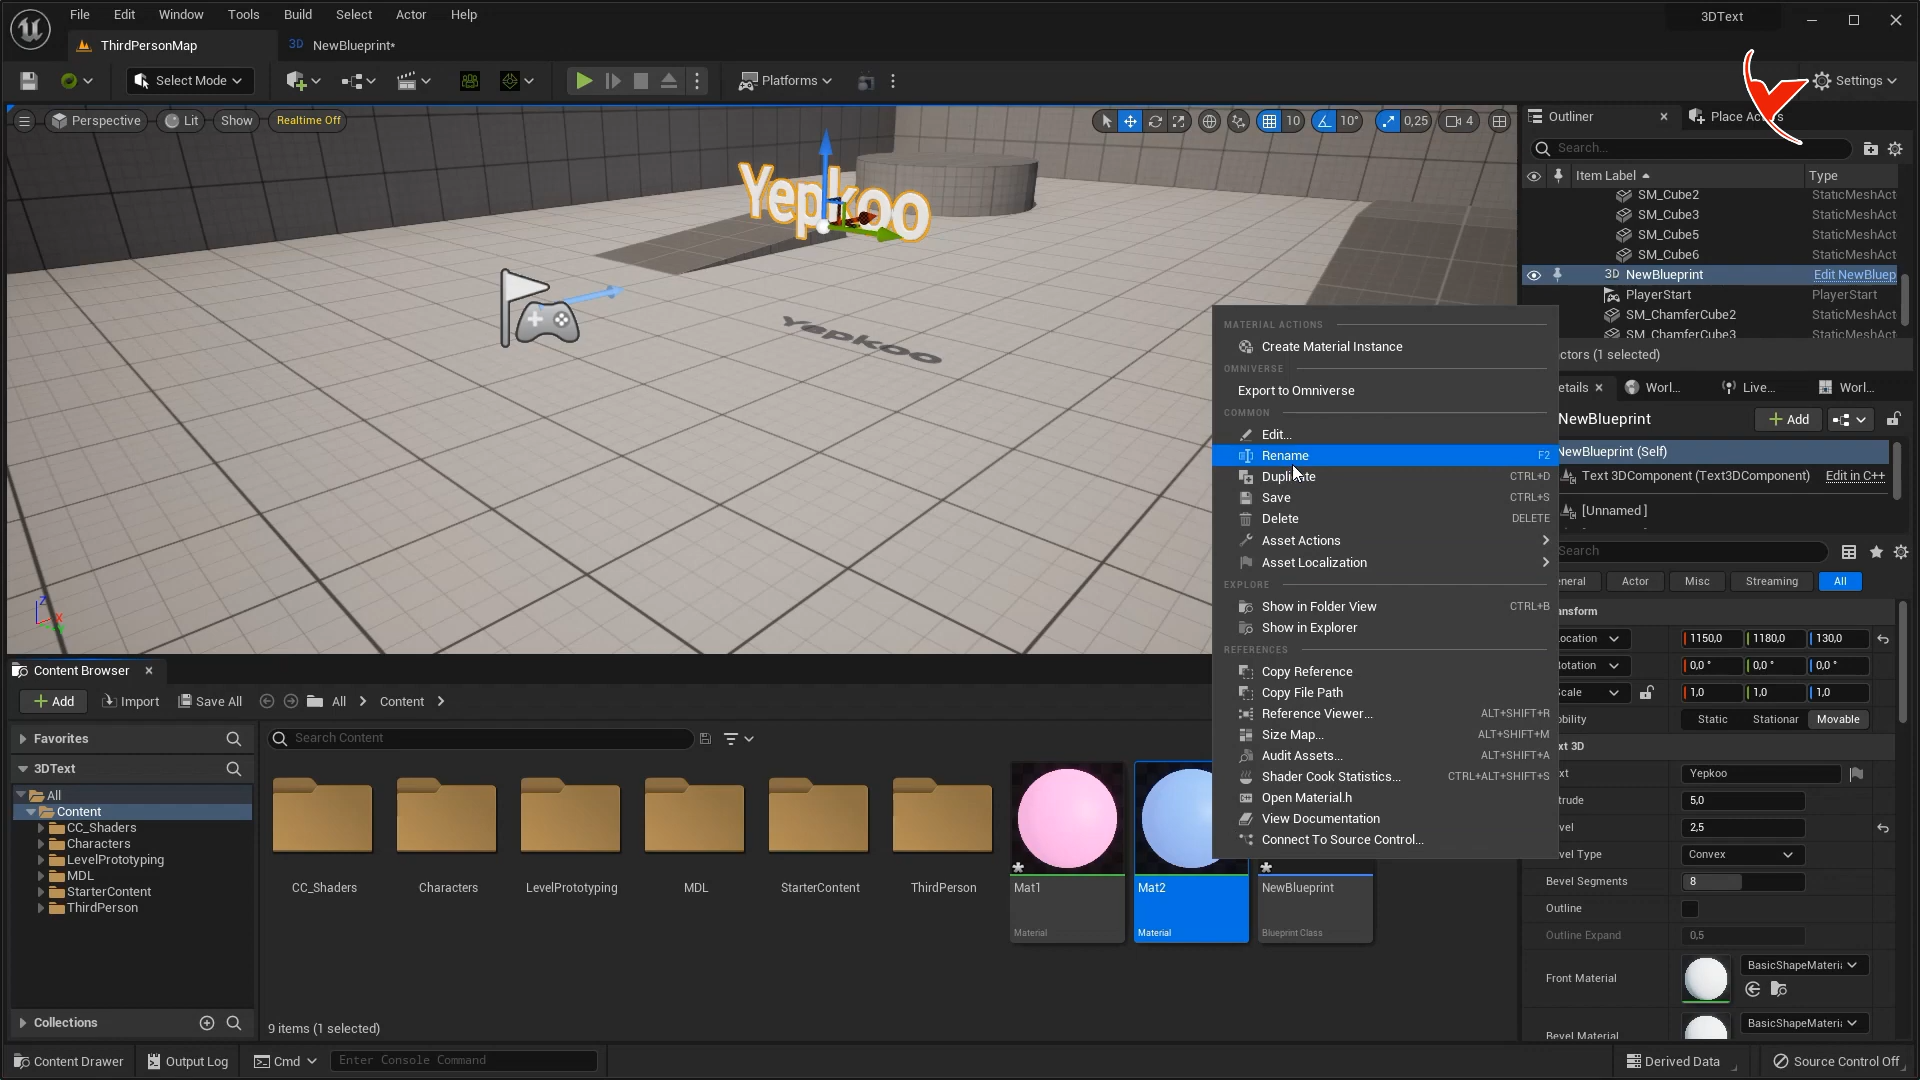 File Edit Window Tools Build Select Actor Help
3DText
ThirdPersonMap
3D NewBlueprint*
Select Mode
Platforms
Settings
Perspective Lit Show Realtime Off
10 10° 0,25 4
Yepkoo
Yepkoo
Outliner
Place Act
Search...
Item Label Type
SM_Cube2 StaticMeshAct
SM_Cube3 StaticMeshAct
SM_Cube5 StaticMeshAct
SM_Cube6 StaticMeshAct
3D NewBlueprint Edit NewBluep
PlayerStart PlayerStart
SM_ChamferCube2 StaticMeshAct
SM_ChamferCube3 StaticMeshAct
ctors (1 selected)
MATERIAL ACTIONS
Create Material Instance
OMNIVERSE
Export to Omniverse
COMMON
Edit...
Rename F2
Duplicate CTRL+D
Save CTRL+S
Delete DELETE
Asset Actions
Asset Localization
EXPLORE
Show in Folder View CTRL+B
Show in Explorer
REFERENCES
Copy Reference
Copy File Path
Reference Viewer... ALT+SHIFT+R
Size Map... ALT+SHIFT+M
Audit Assets... ALT+SHIFT+A
Shader Cook Statistics... CTRL+ALT+SHIFT+S
Open Material.h
View Documentation
Connect To Source Control...
etails Worl... Live... Worl...
NewBlueprint
Add
NewBlueprint (Self)
Text 3DComponent (Text3DComponent) Edit in C++
[Unnamed ]
Search
neral Actor Misc Streaming All
ansform
ocation 1150,0 1180,0 130,0
otation 0,0 ° 0,0 ° 0,0 °
cale 1,0 1,0 1,0
bility Static Stationar Movable
xt 3D
xt Yepkoo
trude 5,0
vel 2,5
vel Type Convex
Bevel Segments 8
Outline
Outline Expand 0,5
Front Material BasicShapeMateri
Bevel Material BasicShapeMateri
X
Y
Z
Content Browser
Add Import Save All All Content
Favorites
3DText
All
Content
CC_Shaders
Characters
LevelPrototyping
MDL
StarterContent
ThirdPerson
Collections
Search Content
CC_Shaders
Characters
LevelPrototyping
MDL
StarterContent
ThirdPerson
Mat1
Material
Mat2
Material
NewBlueprint
Blueprint Class
9 items (1 selected)
Content Drawer Output Log Cmd Enter Console Command
Derived Data Source Control Off